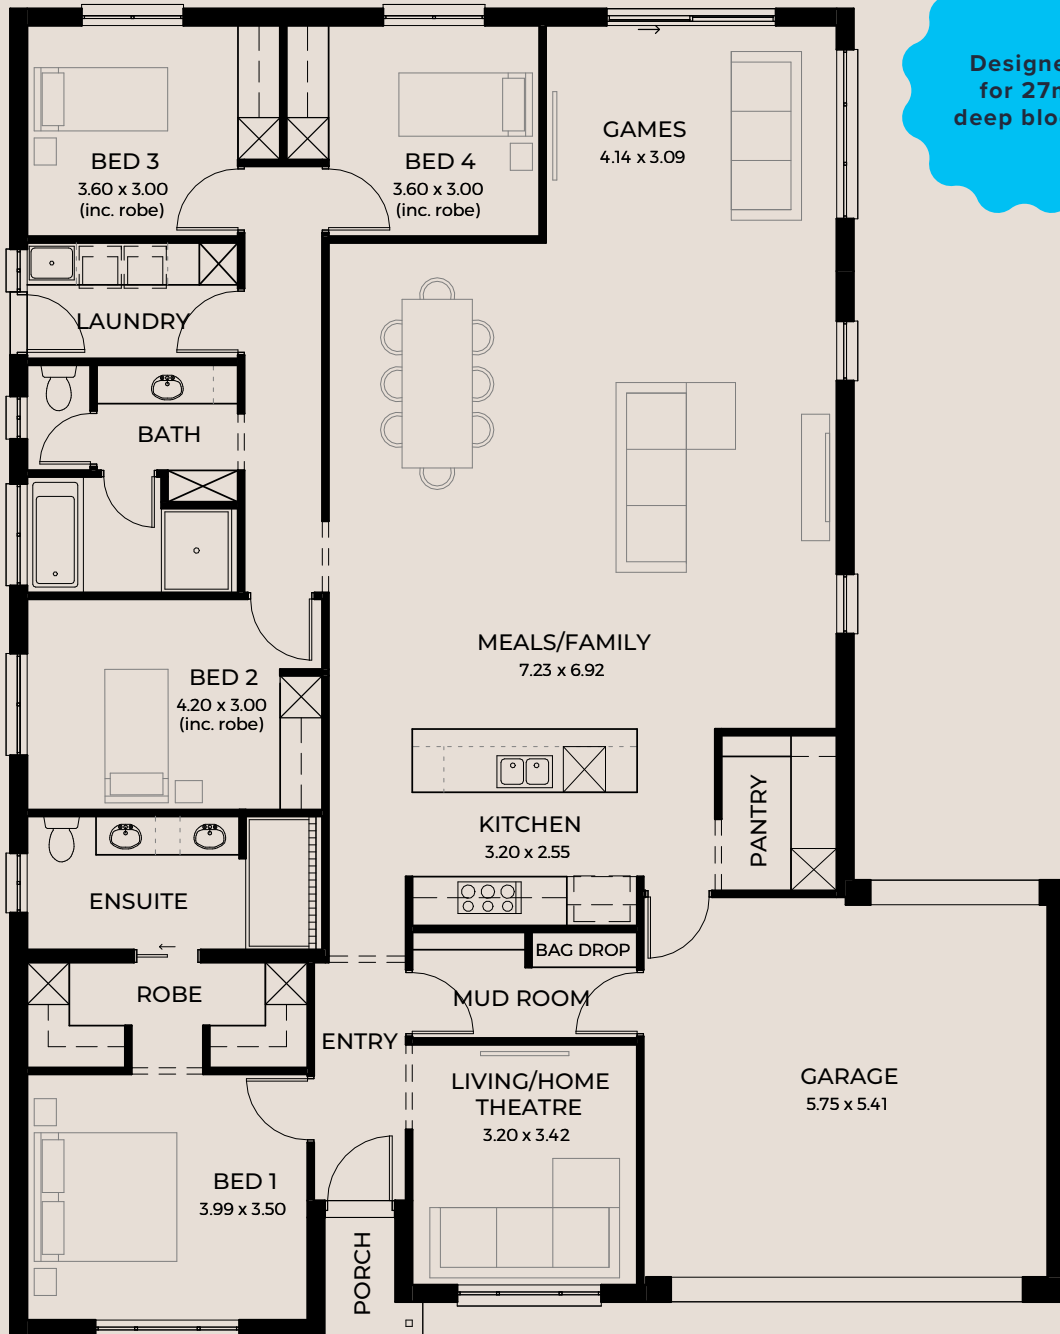 Designe
for 27m
deep bloc
GAMES
4.14 x 3.09
BED 3
3.60 x 3.00
(inc. robe)
BED 4
3.60 x 3.00
(inc. robe)
LAUNDRY
BATH
MEALS/FAMILY
7.23 x 6.92
BED 2
4.20 x 3.00
(inc. robe)
KITCHEN
3.20 x 2.55
PANTRY
ENSUITE
BAG DROP
ROBE
MUD ROOM
ENTRY
LIVING/HOME
THEATRE
3.20 x 3.42
GARAGE
5.75 x 5.41
BED 1
3.99 x 3.50
PORCH